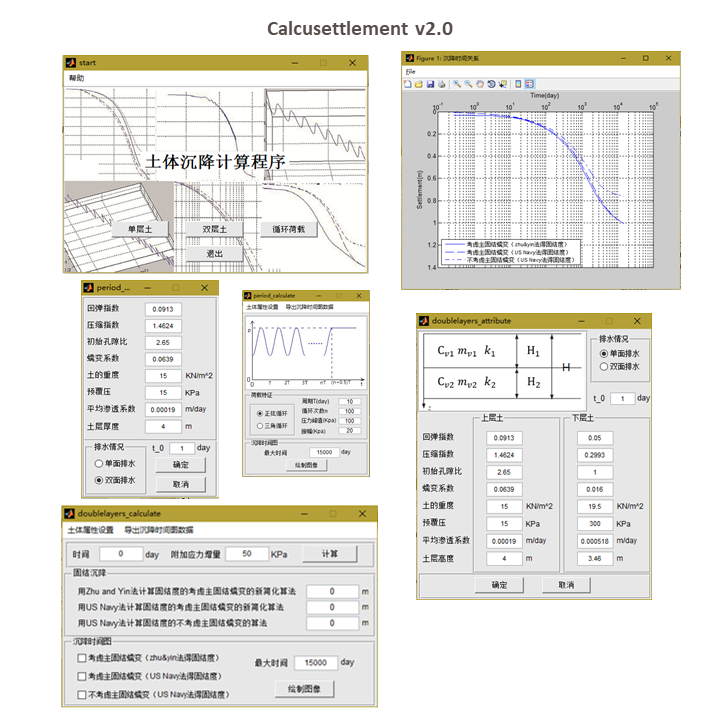 Calcusettlement v2.0
start
帮助
土体沉降计算程序
单层土
双层土
循环荷载
退出
Figure 1: 沉降时间关系
File
Time(day)
10^-1 10^0 10^1 10^2 10^3 10^4 10^5
Settlement(m)
0
0.2
0.4
0.6
0.8
1
1.2
1.4
考虑主固结蠕变（zhu&yin法得固结度）
考虑主固结蠕变（US Navy法得固结度）
不考虑主固结蠕变（US Navy法得固结度）
period_...
回弹指数 0.0913
压缩指数 1.4624
初始孔隙比 2.65
蠕变系数 0.0639
土的重度 15 KN/m^2
预覆压 15 KPa
平均渗透系数 0.00019 m/day
土层厚度 4 m
排水情况
t_0 1 day
单面排水
双面排水
确定
取消
period_calculate
土体属性设置 导出沉降时间图数据
P
0 T 2T 3T nT (n+0.5)T t
荷载特征
正弦循环
三角循环
周期T(day) 10
循环次数n 100
压力峰值(Kpa) 100
振幅(Kpa) 20
沉降时间图
最大时间 15000 day
绘制图像
doublelayers_attribute
C_v1 m_v1 k_1 H_1
C_v2 m_v2 k_2 H_2
H
z
排水情况
单面排水
双面排水
t_0 1 day
上层土 下层土
回弹指数 0.0913 0.05
压缩指数 1.4624 0.2993
初始孔隙比 2.65 1
蠕变系数 0.0639 0.016
土的重度 15 KN/m^2 19.5 KN/m^2
预覆压 15 KPa 300 KPa
平均渗透系数 0.00019 m/day 0.000518 m/day
土层高度 4 m 3.46 m
确定 取消
doublelayers_calculate
土体属性设置 导出沉降时间图数据
时间 0 day 附加应力增量 50 KPa 计算
固结沉降
用Zhu and Yin法计算固结度的考虑主固结蠕变的新简化算法 0 m
用US Navy法计算固结度的考虑主固结蠕变的新简化算法 0 m
用US Navy法计算固结度的不考虑主固结蠕变的算法 0 m
沉降时间图
考虑主固结蠕变（zhu&yin法得固结度）
考虑主固结蠕变（US Navy法得固结度）
不考虑主固结蠕变（US Navy法得固结度）
最大时间 15000 day
绘制图像